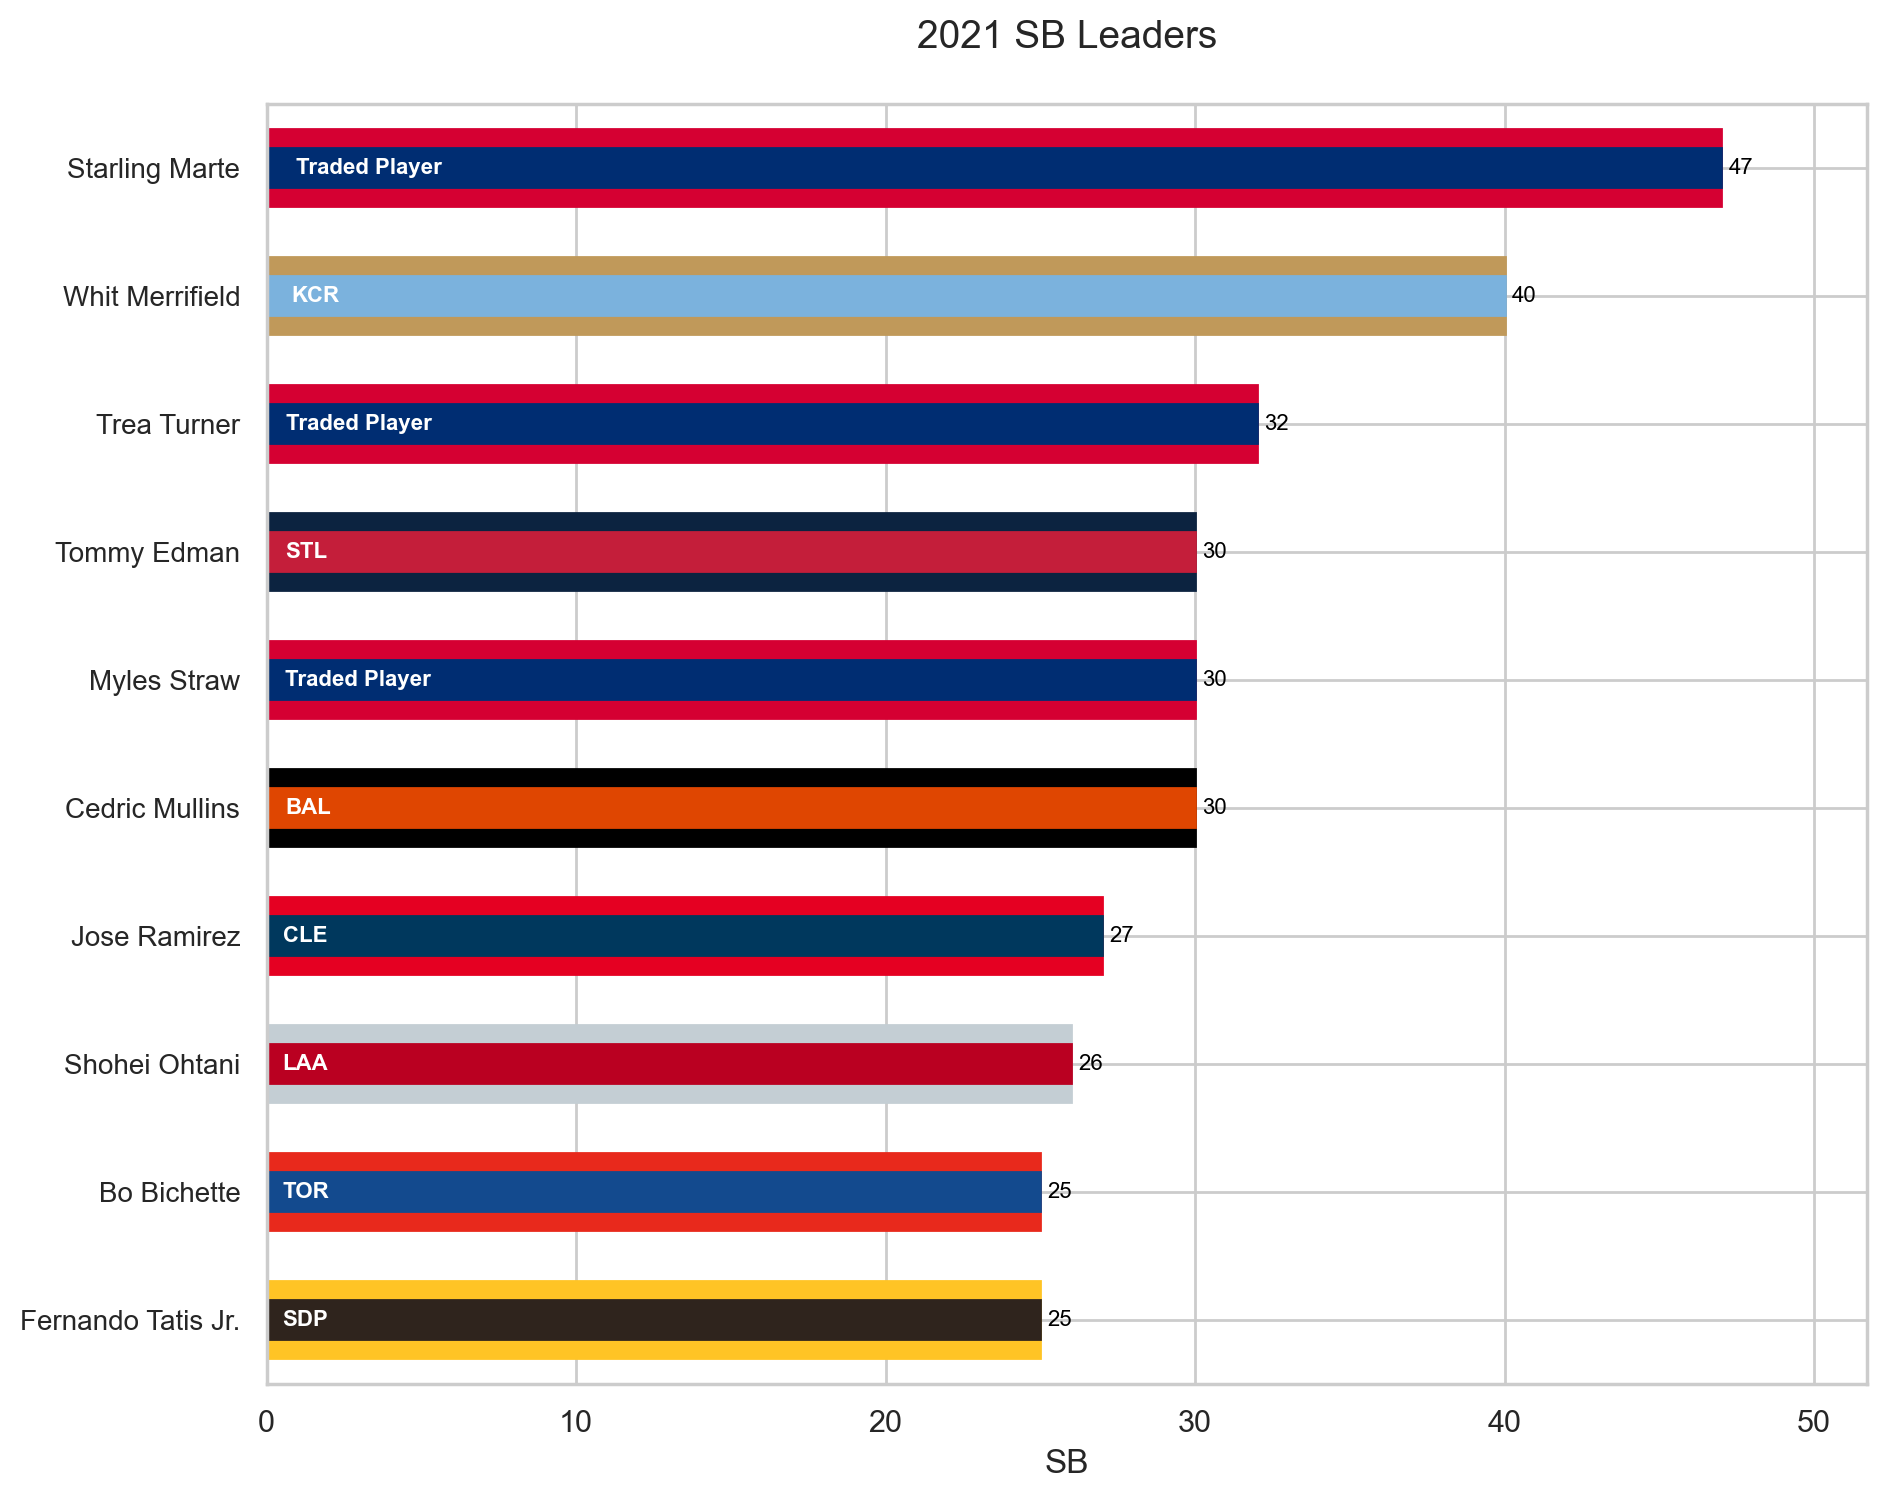 2021 SB Leaders
Starling Marte
Traded Player
47
Whit Merrifield
KCR
40
Trea Turner
Traded Player
32
Tommy Edman
STL
30
Myles Straw
Traded Player
30
Cedric Mullins
BAL
30
Jose Ramirez
CLE
27
Shohei Ohtani
LAA
26
Bo Bichette
TOR
25
Fernando Tatis Jr.
SDP
25
0 10 20 30 40 50
SB